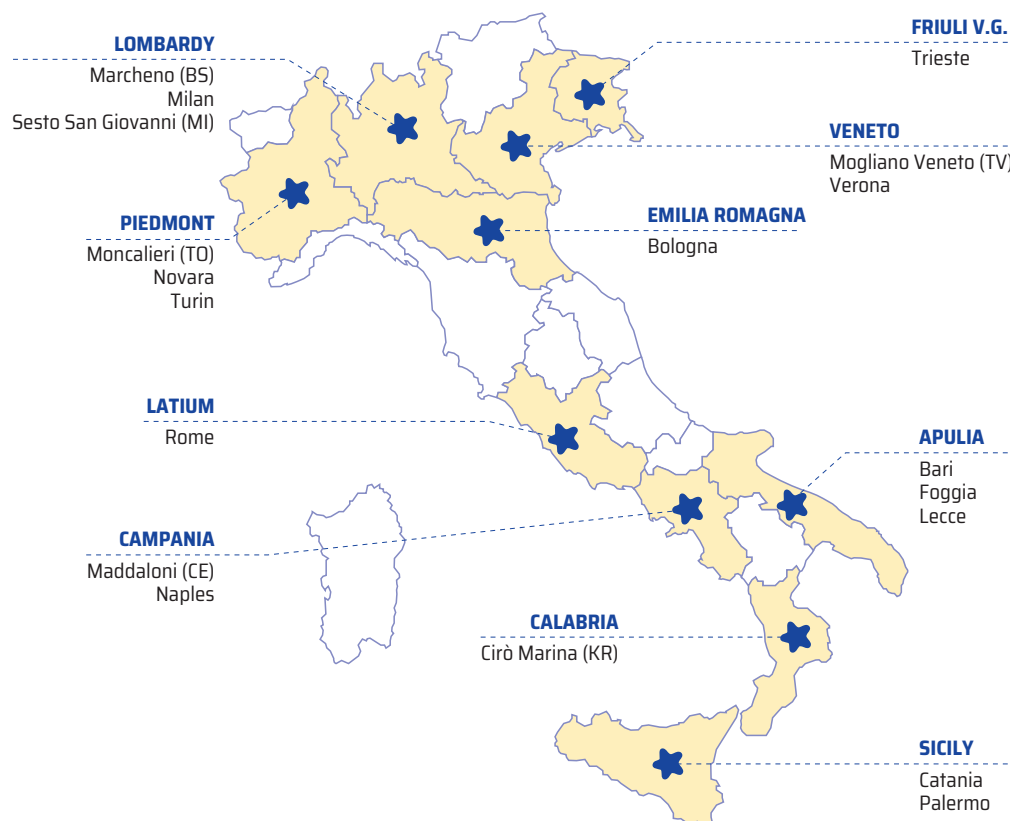 LOMBARDY
Marcheno (BS)
Milan
Sesto San Giovanni (MI)
PIEDMONT
Moncalieri (TO)
Novara
Turin
LATIUM
Rome
CAMPANIA
Maddaloni (CE)
Naples
FRIULI V.G.
Trieste
VENETO
Mogliano Veneto (TV)
Verona
EMILIA ROMAGNA
Bologna
APULIA
Bari
Foggia
Lecce
CALABRIA
Cirò Marina (KR)
SICILY
Catania
Palermo